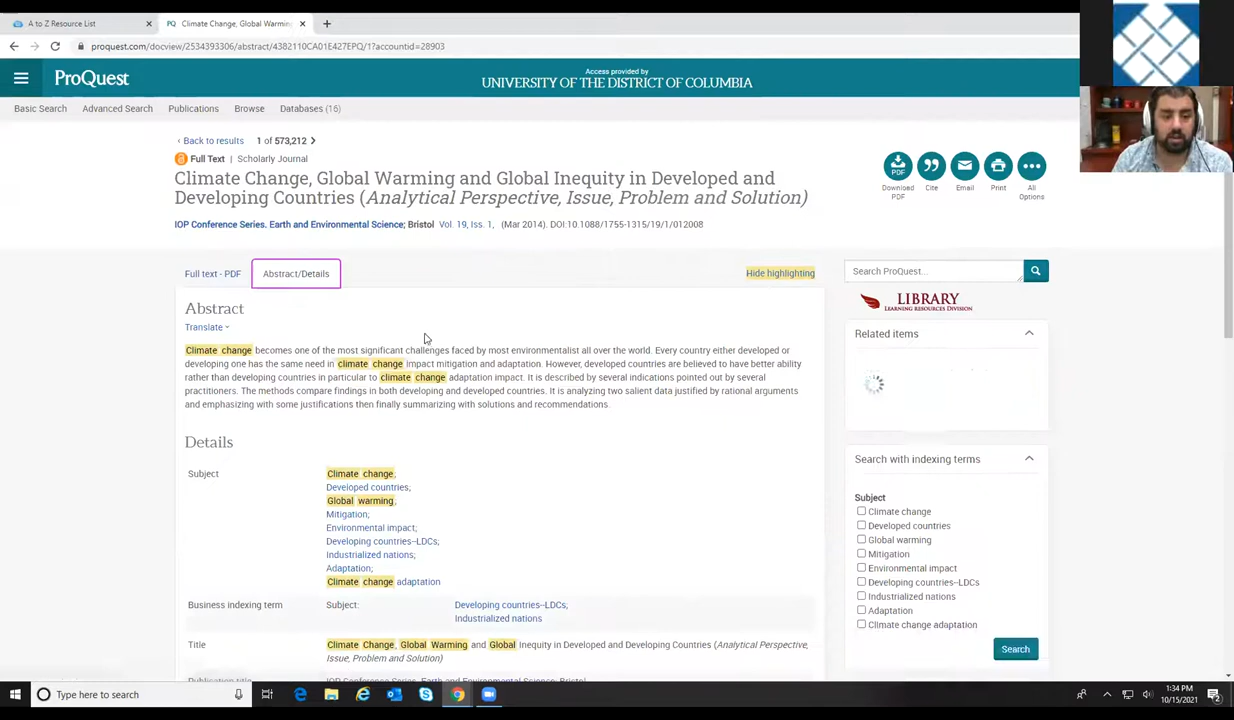 A to Z Resource List
PQ Climate Change, Global Warming
proquest.com/docview/2534393306/abstract/4382110CA01E427EPQ/1?accountid=28903
ProQuest
Access provided by
UNIVERSITY OF THE DISTRICT OF COLUMBIA
Basic Search Advanced Search Publications Browse Databases (16)
‹ Back to results 1 of 573,212 >
Full Text | Scholarly Journal
Climate Change, Global Warming and Global Inequity in Developed and
Developing Countries (Analytical Perspective, Issue, Problem and Solution)
IOP Conference Series. Earth and Environmental Science; Bristol Vol. 19, Iss. 1, (Mar 2014). DOI:10.1088/1755-1315/19/1/012008
PDF
Download PDF
Cite
Email
Print
All Options
Full text - PDF Abstract/Details Hide highlighting
Search ProQuest...
LIBRARY
LEARNING RESOURCES DIVISION
Abstract
Translate
Climate change becomes one of the most significant challenges faced by most environmentalist all over the world. Every country either developed or
developing one has the same need in climate change impact mitigation and adaptation. However, developed countries are believed to have better ability
rather than developing countries in particular to climate change adaptation impact. It is described by several indications pointed out by several
practitioners. The methods compare findings in both developing and developed countries. It is analyzing two salient data justified by rational arguments
and emphasizing with some justifications then finally summarizing with solutions and recommendations.
Details
Subject
Climate change;
Developed countries;
Global warming;
Mitigation;
Environmental impact;
Developing countries--LDCs;
Industrialized nations;
Adaptation;
Climate change adaptation
Business indexing term Subject: Developing countries--LDCs;
Industrialized nations
Title Climate Change, Global Warming and Global Inequity in Developed and Developing Countries (Analytical Perspective,
Issue, Problem and Solution)
Publication title IOP Conference Series. Earth and Environmental Science; Bristol
Related items
Search with indexing terms
Subject
Climate change
Developed countries
Global warming
Mitigation
Environmental impact
Developing countries--LDCs
Industrialized nations
Adaptation
Climate change adaptation
Search
Type here to search
1:34 PM
10/15/2021
2